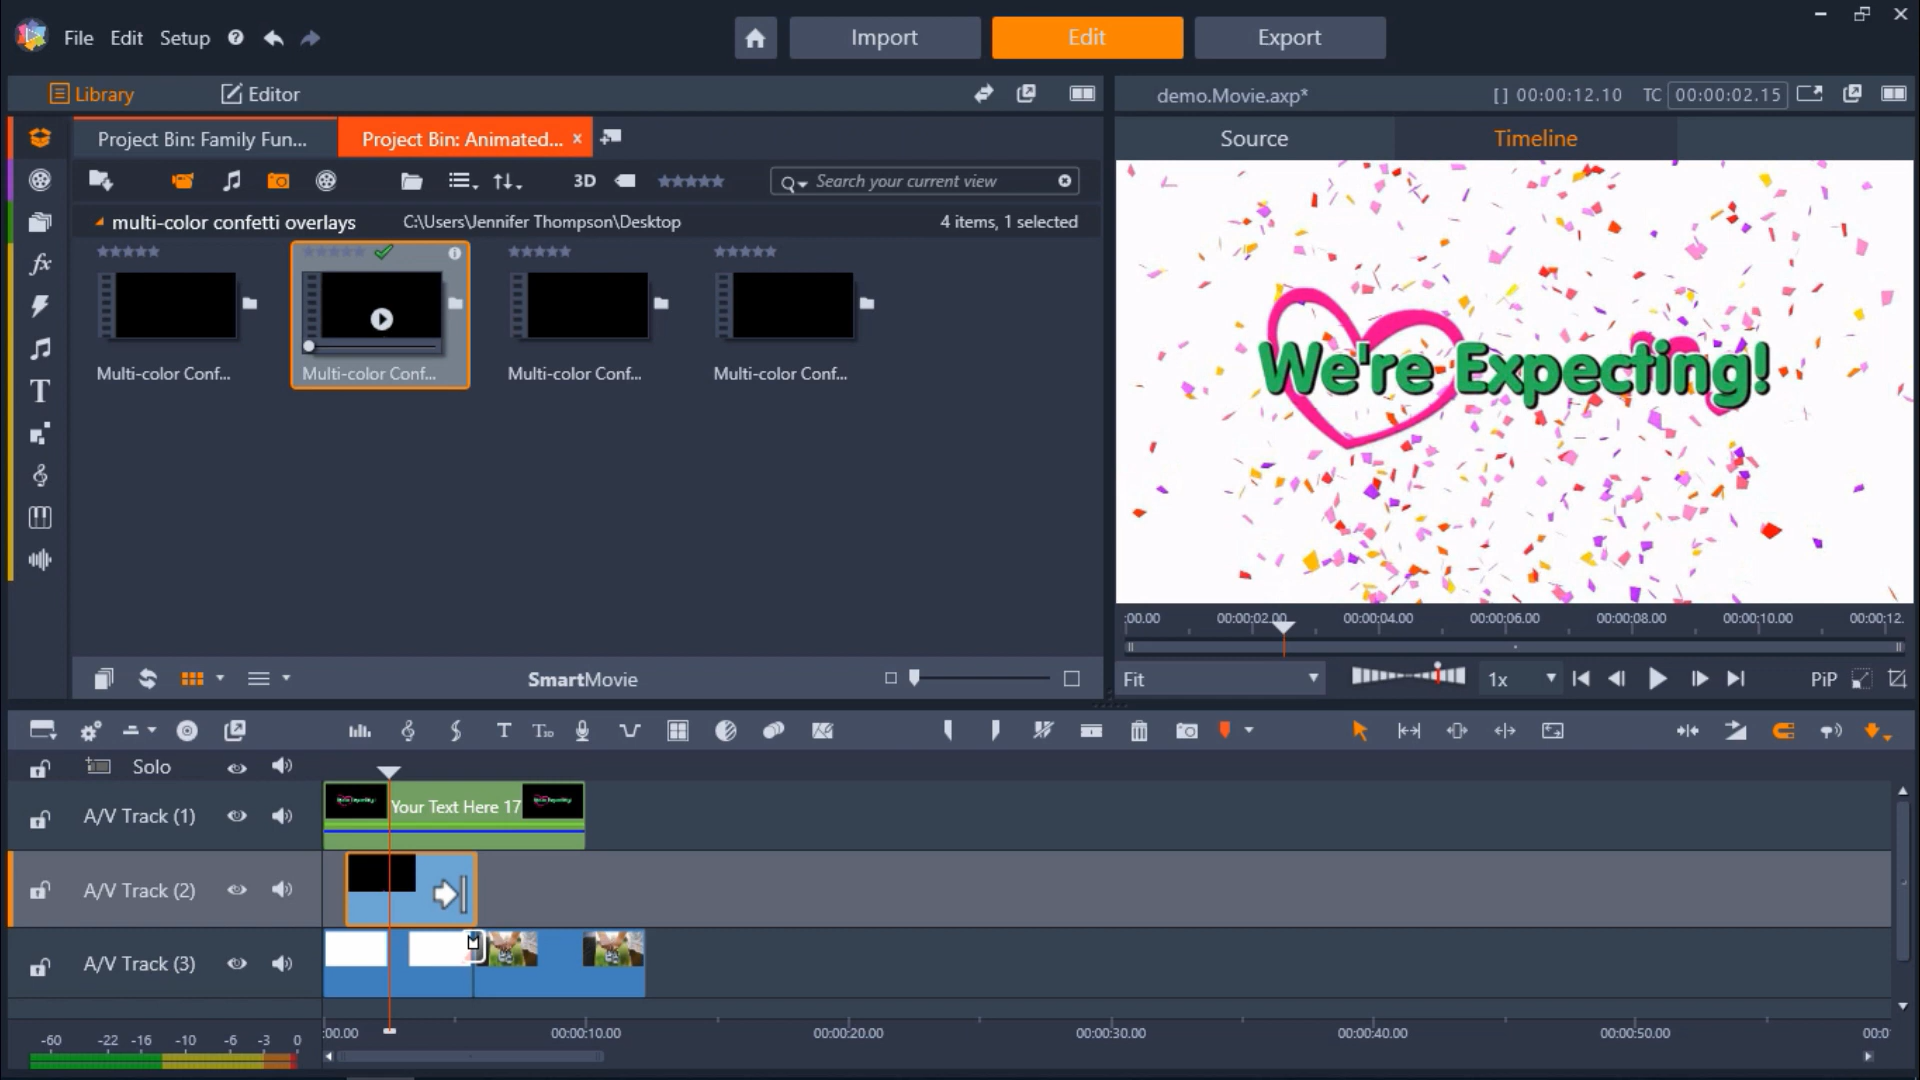 File Edit Setup
Import
Edit
Export
Library
Editor
demo.Movie.axp*
[ ] 00:00:12.10 TC 00:00:02.15
Project Bin: Family Fun...
Project Bin: Animated... x
Source
Timeline
3D
Search your current view
multi-color confetti overlays
C:\Users\Jennifer Thompson\Desktop
4 items, 1 selected
Multi-color Conf...
Multi-color Conf...
Multi-color Conf...
Multi-color Conf...
We're Expecting!
:00.00 00:00:02.00 00:00:04.00 00:00:06.00 00:00:08.00 00:00:10.00 00:00:12.
SmartMovie
Fit
1x
PiP
Solo
A/V Track (1)
Your Text Here 17
A/V Track (2)
A/V Track (3)
-60 -22 -16 -10 -6 -3 0
:00.00 00:00:10.00 00:00:20.00 00:00:30.00 00:00:40.00 00:00:50.00 00:0